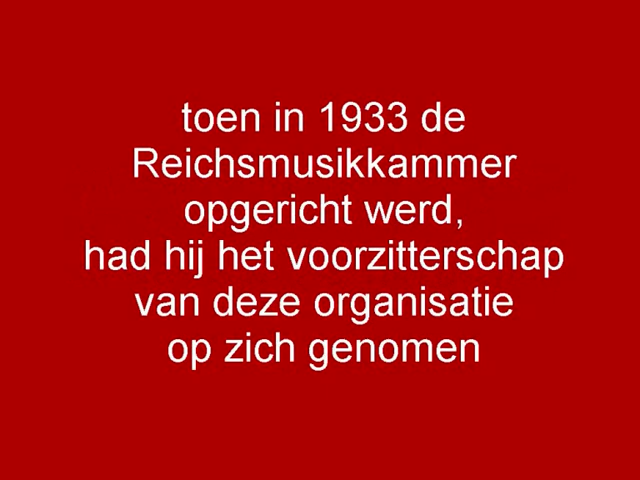 toen in 1933 de
Reichsmusikkammer
opgericht werd,
had hij het voorzitterschap
van deze organisatie
op zich genomen